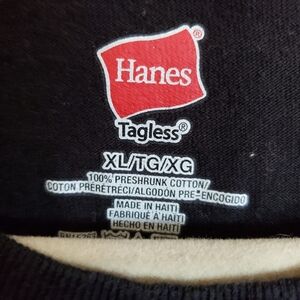 Hanes®
Tagless®
XL/TG/XG
100% PRESHRUNK COTTON/
COTON PRÉRÉTRÉCI/ALGODÓN PRE-ENCOGIDO
MADE IN HAITI
FABRIQUÉ À HAITI
HECHO EN HAITI